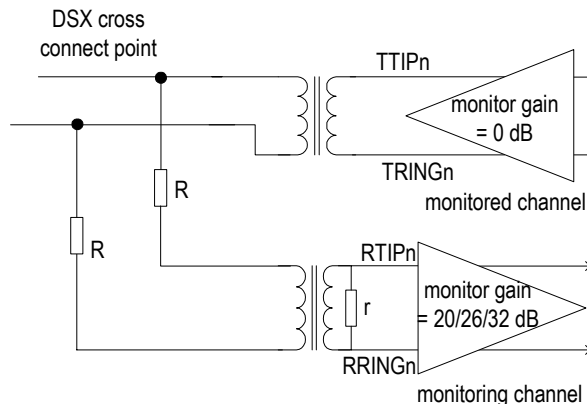 DSX cross
connect point
TTIPn
monitor gain
= 0 dB
TRINGn
monitored channel
R
R
RTIPn
monitor gain
= 20/26/32 dB
r
RRINGn
monitoring channel